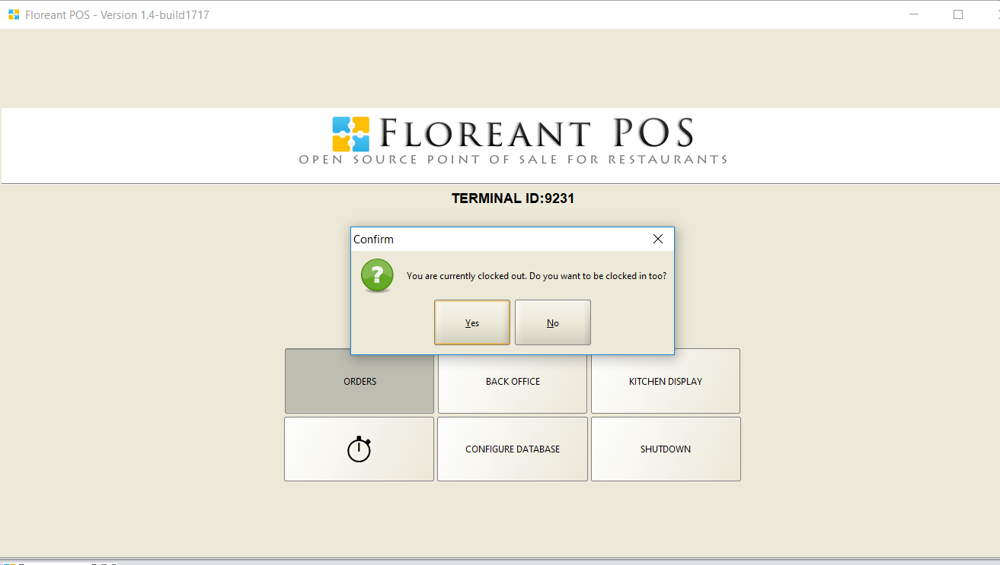 Floreant POS - Version 1.4-build1717
FLOREANT POS
OPEN SOURCE POINT OF SALE FOR RESTAURANTS
TERMINAL ID:9231
Confirm
?
You are currently clocked out. Do you want to be clocked in too?
Yes No
ORDERS BACK OFFICE KITCHEN DISPLAY
CONFIGURE DATABASE SHUTDOWN